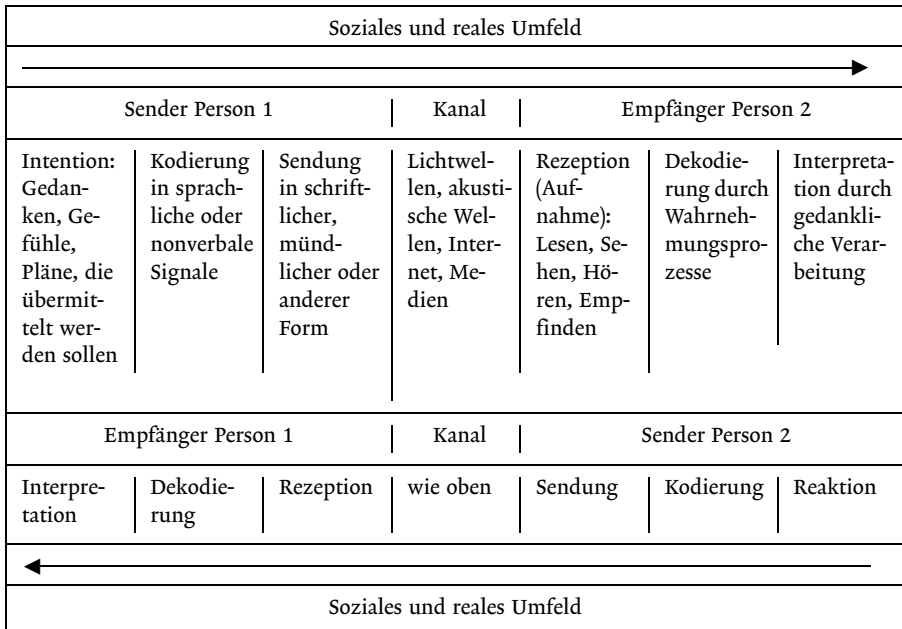 Soziales und reales Umfeld
Sender Person 1
Kanal
Empfänger Person 2
Intention:
Gedan-
ken, Ge-
fühle,
Pläne, die
übermit-
telt wer-
den sollen
Kodierung
in sprach-
liche oder
nonverbale
Signale
Sendung
in schrift-
licher,
münd-
licher oder
anderer
Form
Lichtwel-
len, akusti-
sche Wel-
len, Inter-
net, Me-
dien
Rezeption
(Auf-
nahme):
Lesen, Se-
hen, Hö-
ren, Emp-
finden
Dekodie-
rung durch
Wahrneh-
mungspro-
zesse
Interpreta-
tion durch
gedankli-
che Verar-
beitung
Empfänger Person 1
Kanal
Sender Person 2
Interpre-
tation
Dekodie-
rung
Rezeption
wie oben
Sendung
Kodierung
Reaktion
Soziales und reales Umfeld